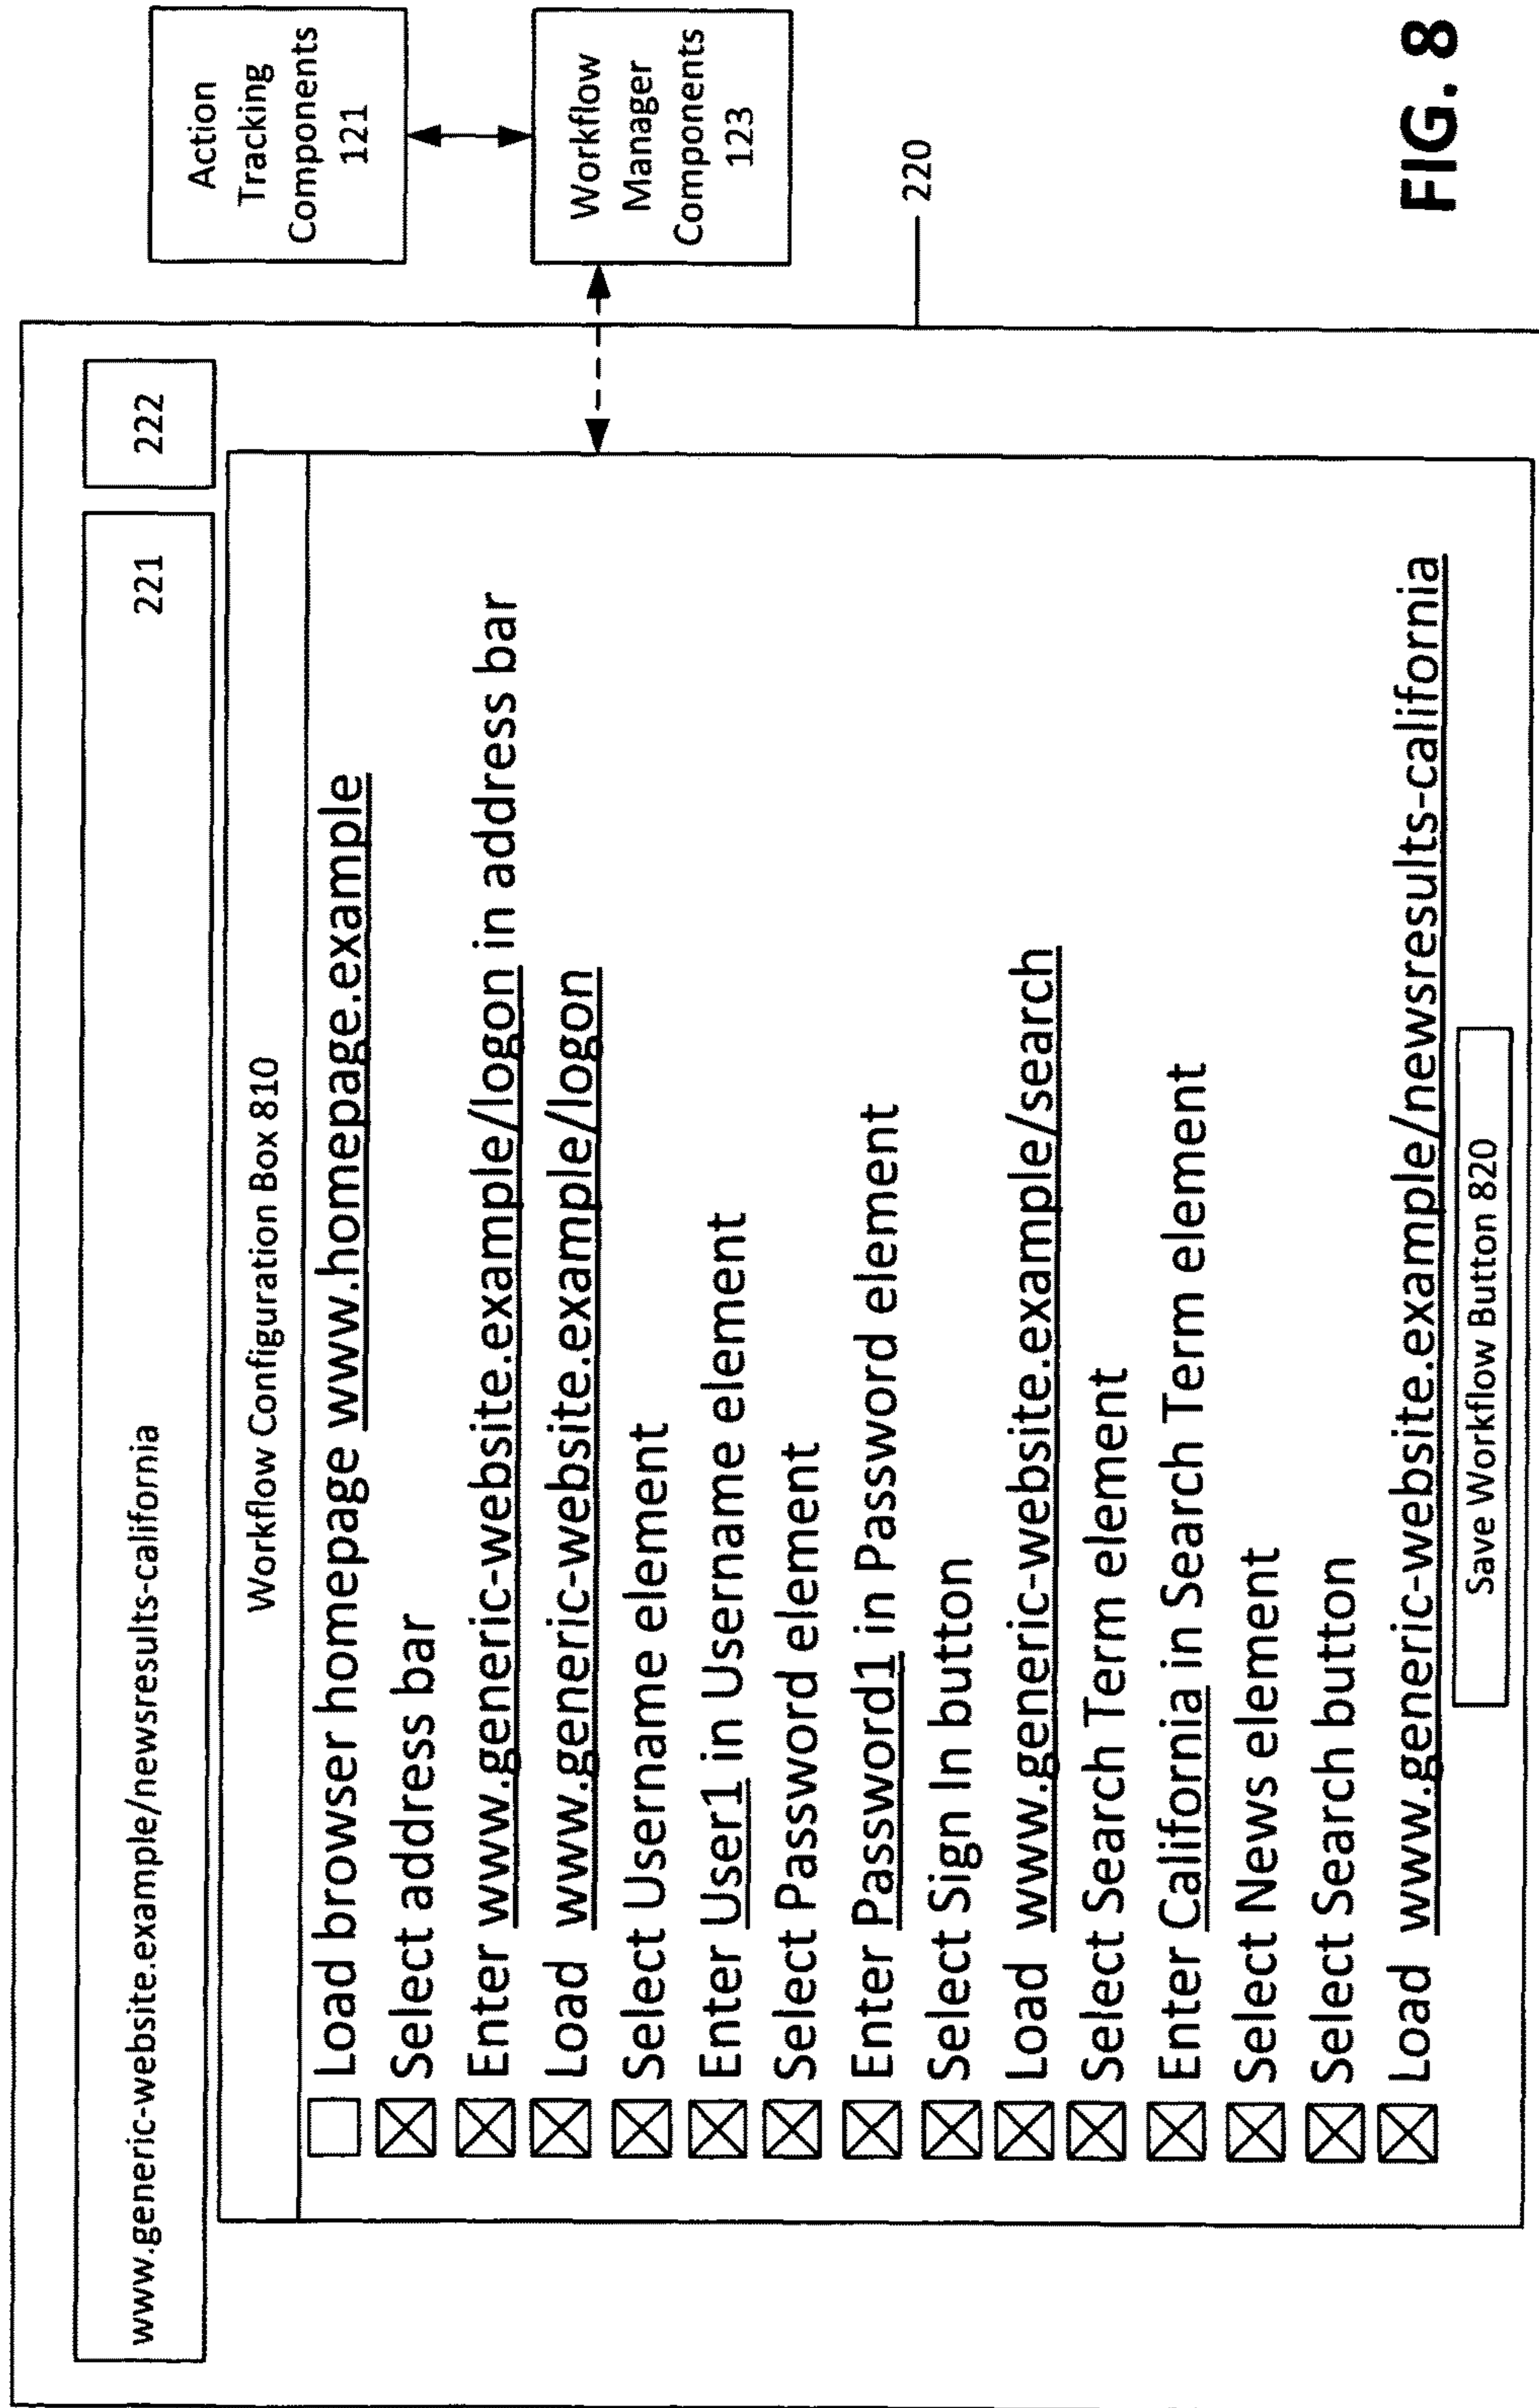 www.generic-website.example/newsresults-california
221
222
Workflow Configuration Box 810
Load browser homepage www.homepage.example
Select address bar
Enter www.generic-website.example/logon in address bar
Load www.generic-website.example/logon
Select Username element
Enter User1 in Username element
Select Password element
Enter Password1 in Password element
Select Sign In button
Load www.generic-website.example/search
Select Search Term element
Enter California in Search Term element
Select News element
Select Search button
Load www.generic-website.example/newsresults-california
Save Workflow Button 820
Action
Tracking
Components
121
Workflow
Manager
Components
123
220
FIG. 8